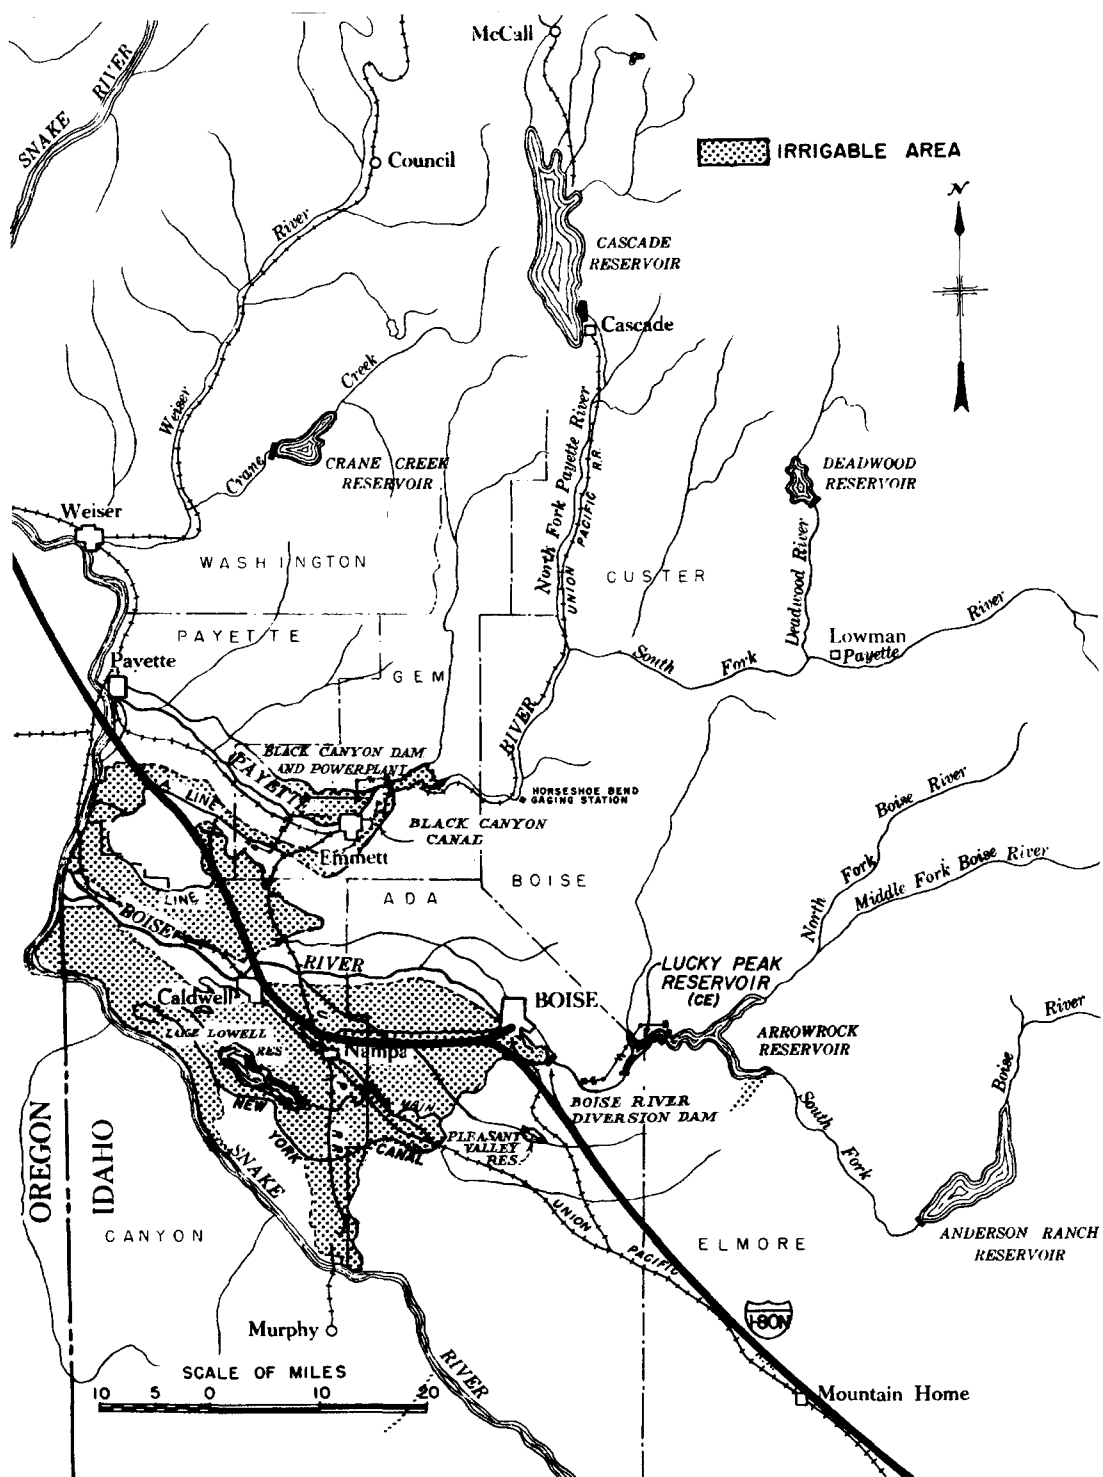 McCall
SNAKE RIVER
Council
IRRIGABLE AREA
N
River
CASCADE
RESERVOIR
Cascade
Creek
Weiser
Crane
CRANE CREEK
RESERVOIR
North Fork Payette River
UNION PACIFIC R.R.
DEADWOOD
RESERVOIR
Deadwood River
Weiser
WASHINGTON
CUSTER
PAYETTE
GEM
Payette
Lowman
South Fork Payette River
RIVER
BLACK CANYON DAM
AND POWERPLANT
PAYETTE
A LINE
HORSESHOE BEND
GAGING STATION
BLACK CANYON
CANAL
Emmett
BOISE
ADA
LINE
North Fork Boise River
Middle Fork Boise River
BOISE RIVER
LUCKY PEAK
RESERVOIR
(CE)
BOISE
Caldwell
LAKE LOWELL
RES
Nampa
ARROWROCK
RESERVOIR
BOISE RIVER
DIVERSION DAM
South Fork Boise River
NEW YORK CANAL
MAIN
U P R R
PLEASANT
VALLEY
RES.
OREGON
IDAHO
SNAKE
CANYON
UNION PACIFIC
ELMORE
ANDERSON RANCH
RESERVOIR
I-80N
Murphy
RIVER
SCALE OF MILES
10 5 0 10 20
Mountain Home